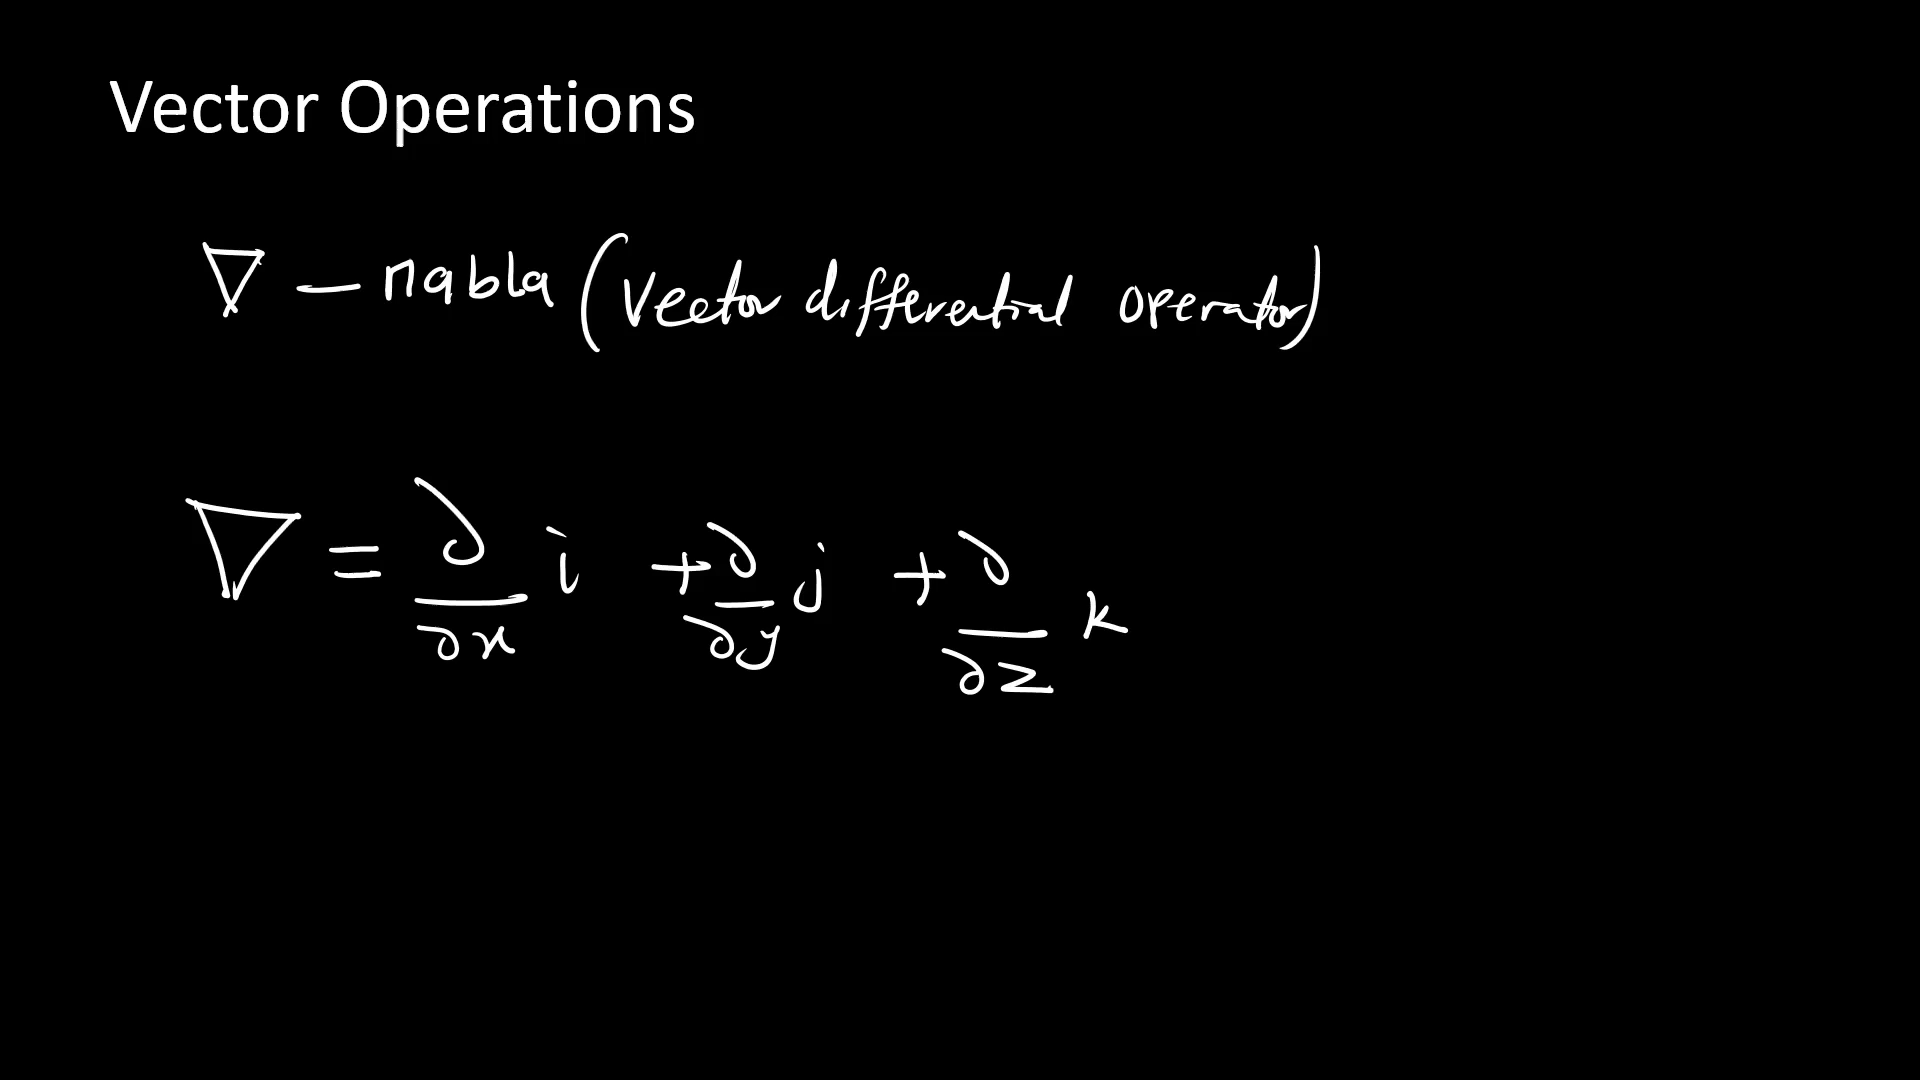 Vector Operations
∇ — nabla (Vector differential operator)
∇ = ∂/∂x i + ∂/∂y j + ∂/∂z k